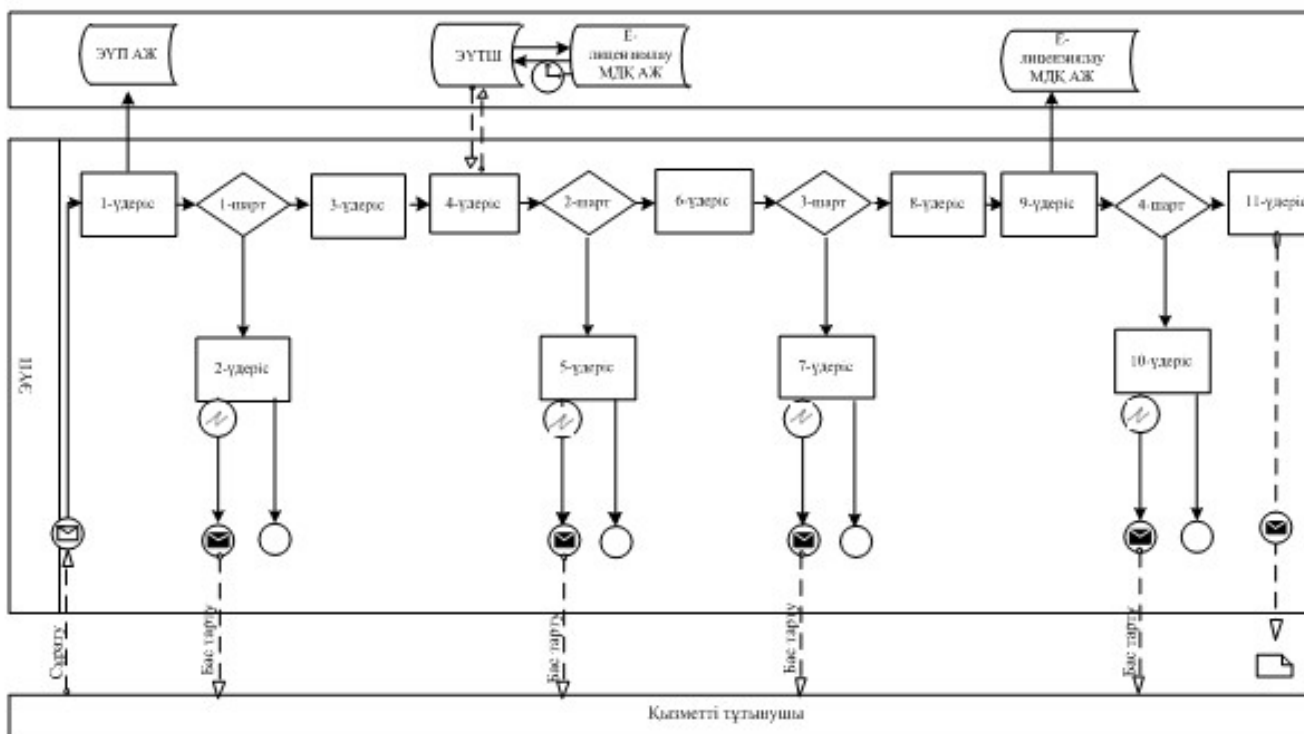 ЭҮП АЖ
ЭҮТШ
Е-
лицензиялау
МДҚ АЖ
Е-
лицензиялау
МДҚ АЖ
1-үдеріс
1-шарт
3-үдеріс
4-үдеріс
2-шарт
6-үдеріс
3-шарт
8-үдеріс
9-үдеріс
4-шарт
11-үдеріс
ЭҮП
2-үдеріс
5-үдеріс
7-үдеріс
10-үдеріс
Сұрату
Бас тарту
Бас тарту
Бас тарту
Бас тарту
Қызметті тұтынушы